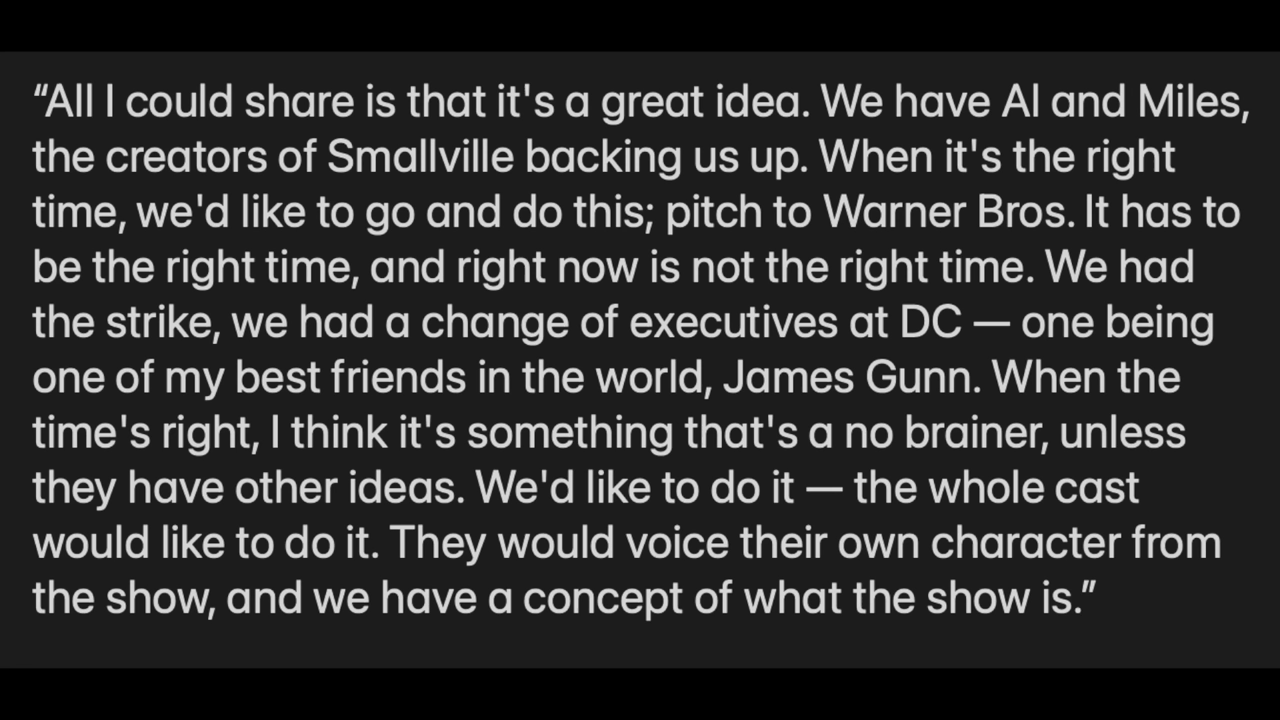 “All I could share is that it's a great idea. We have Al and Miles,
the creators of Smallville backing us up. When it's the right
time, we'd like to go and do this; pitch to Warner Bros. It has to
be the right time, and right now is not the right time. We had
the strike, we had a change of executives at DC — one being
one of my best friends in the world, James Gunn. When the
time's right, I think it's something that's a no brainer, unless
they have other ideas. We'd like to do it — the whole cast
would like to do it. They would voice their own character from
the show, and we have a concept of what the show is.”